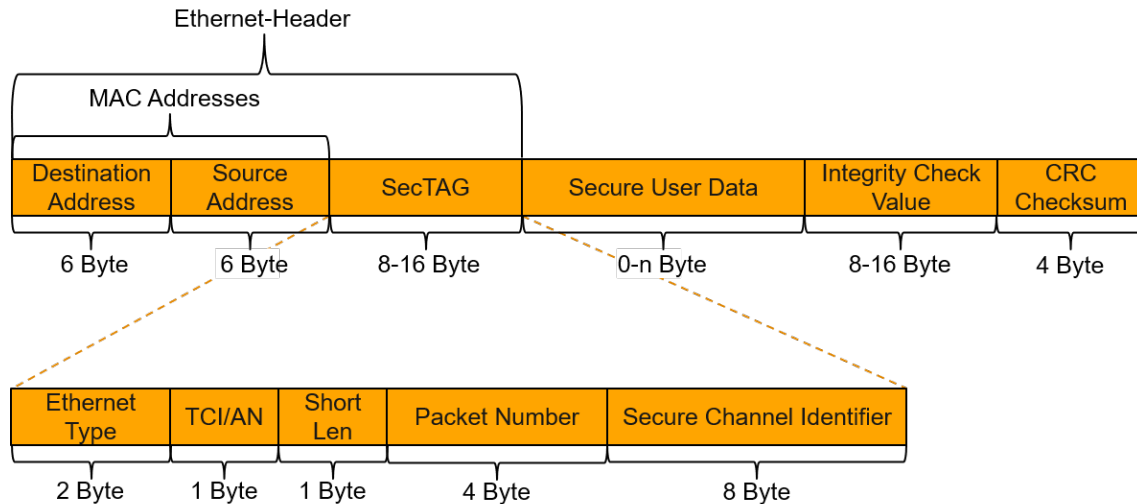 Ethernet-Header
MAC Addresses
Destination
Address
Source
Address
SecTAG
Secure User Data
Integrity Check
Value
CRC
Checksum
6 Byte
6 Byte
8-16 Byte
0-n Byte
8-16 Byte
4 Byte
Ethernet
Type
TCI/AN
Short
Len
Packet Number
Secure Channel Identifier
2 Byte
1 Byte
1 Byte
4 Byte
8 Byte